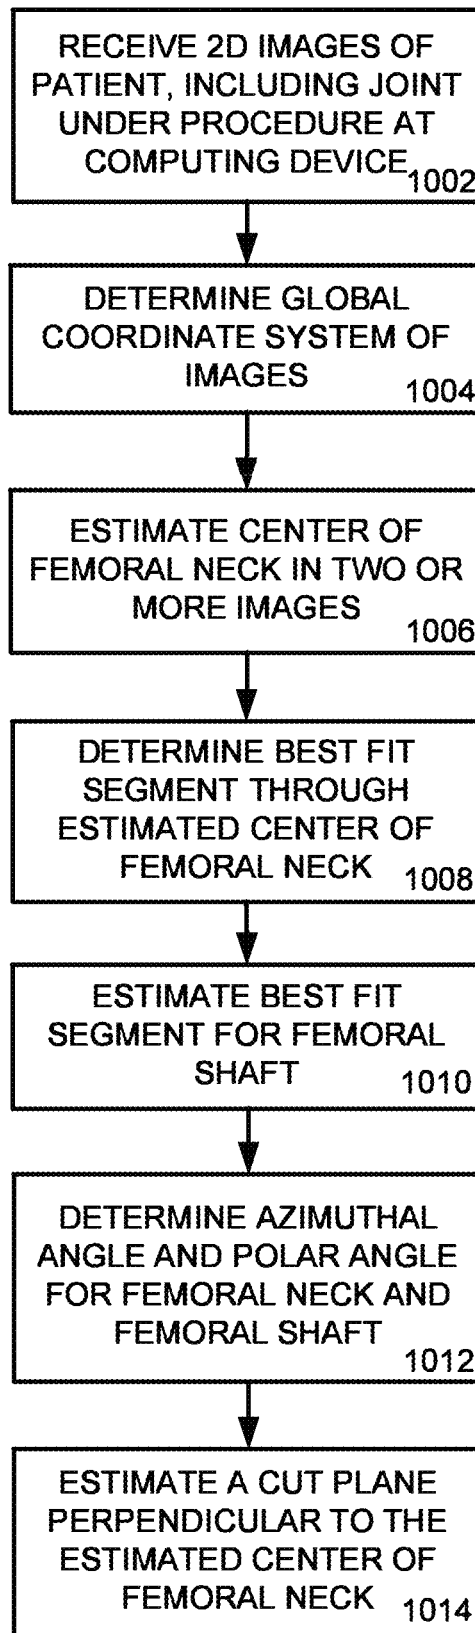 RECEIVE 2D IMAGES OF
PATIENT, INCLUDING JOINT
UNDER PROCEDURE AT
COMPUTING DEVICE
1002
DETERMINE GLOBAL
COORDINATE SYSTEM OF
IMAGES
1004
ESTIMATE CENTER OF
FEMORAL NECK IN TWO OR
MORE IMAGES
1006
DETERMINE BEST FIT
SEGMENT THROUGH
ESTIMATED CENTER OF
FEMORAL NECK
1008
ESTIMATE BEST FIT
SEGMENT FOR FEMORAL
SHAFT
1010
DETERMINE AZIMUTHAL
ANGLE AND POLAR ANGLE
FOR FEMORAL NECK AND
FEMORAL SHAFT
1012
ESTIMATE A CUT PLANE
PERPENDICULAR TO THE
ESTIMATED CENTER OF
FEMORAL NECK
1014